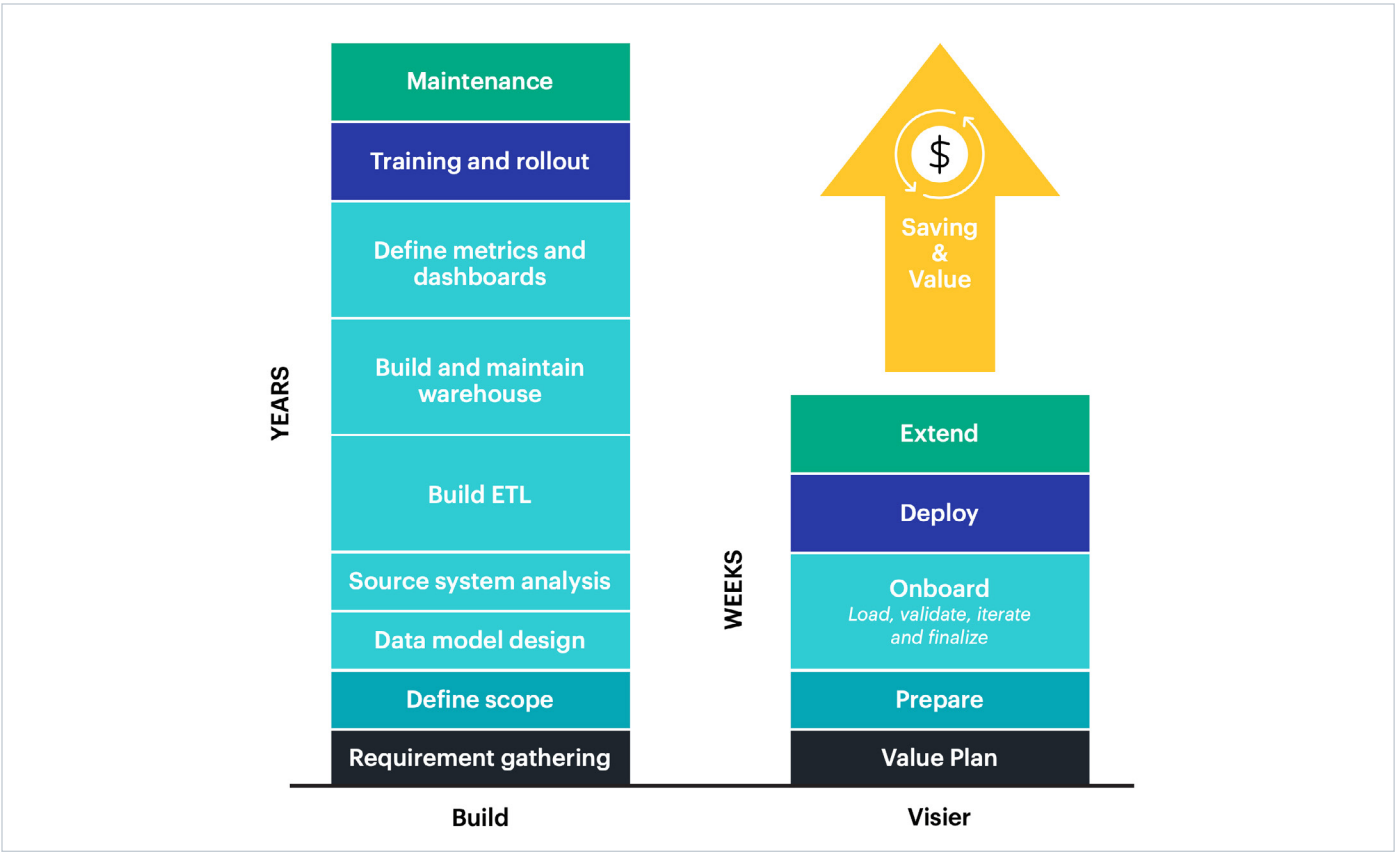 YEARS
Maintenance
Training and rollout
Define metrics and
dashboards
Build and maintain
warehouse
Build ETL
Source system analysis
Data model design
Define scope
Requirement gathering
Build
WEEKS
$
Saving
&
Value
Extend
Deploy
Onboard
Load, validate, iterate
and finalize
Prepare
Value Plan
Visier